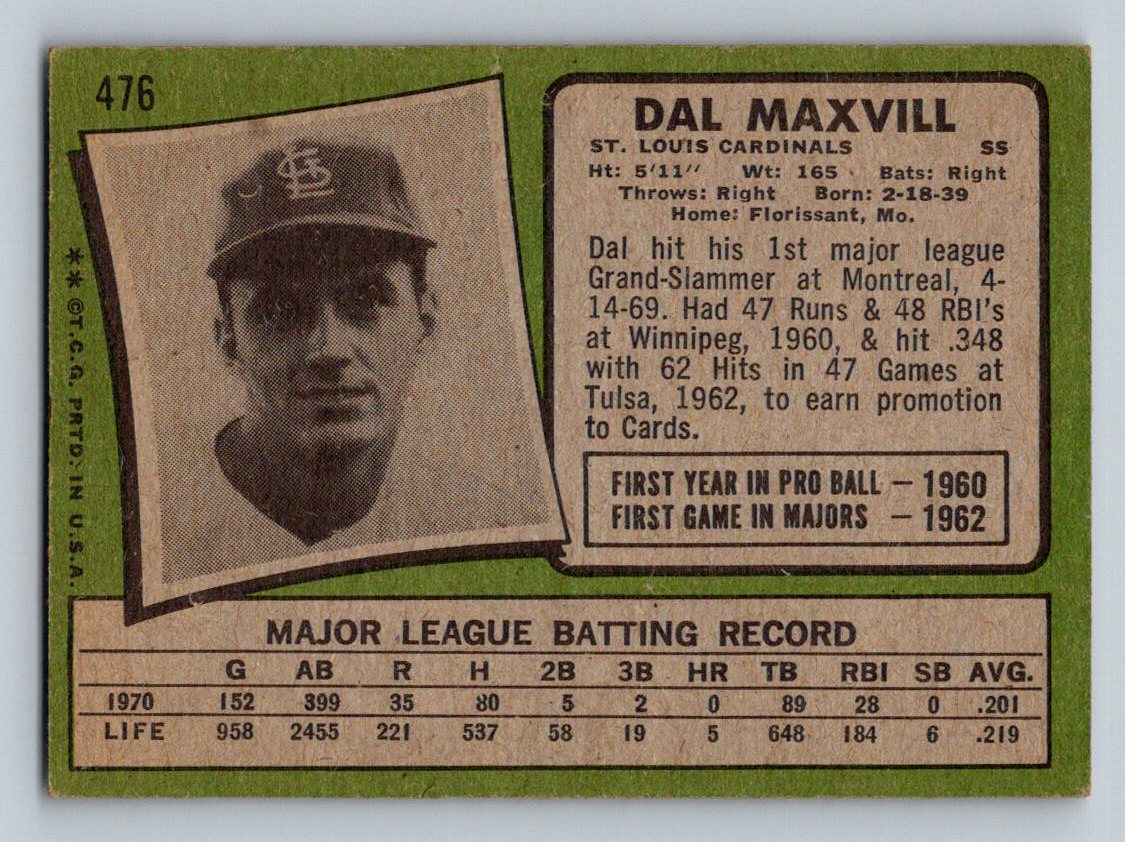 476
DAL MAXVILL
ST. LOUIS CARDINALS SS
Ht: 5'11" Wt: 165 Bats: Right
Throws: Right Born: 2-18-39
Home: Florissant, Mo.
Dal hit his 1st major league
Grand-Slammer at Montreal, 4-
14-69. Had 47 Runs & 48 RBI's
at Winnipeg, 1960, & hit .348
with 62 Hits in 47 Games at
Tulsa, 1962, to earn promotion
to Cards.
FIRST YEAR IN PRO BALL — 1960
FIRST GAME IN MAJORS — 1962
StL
** ©T.C.G. PRTD. IN U.S.A.
MAJOR LEAGUE BATTING RECORD
G AB R H 2B 3B HR TB RBI SB AVG.
1970 152 399 35 80 5 2 0 89 28 0 .201
LIFE 958 2455 221 537 58 19 5 648 184 6 .219